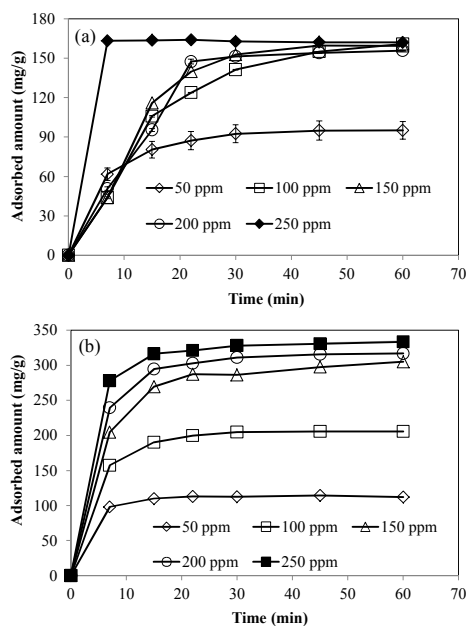 (a)
Adsorbed amount (mg/g)
180
150
120
90
60
30
0
50 ppm 100 ppm 150 ppm
200 ppm 250 ppm
0 10 20 30 40 50 60 70
Time (min)
(b)
Adsorbed amount (mg/g)
350
300
250
200
150
100
50
0
50 ppm 100 ppm 150 ppm
200 ppm 250 ppm
0 10 20 30 40 50 60 70
Time (min)